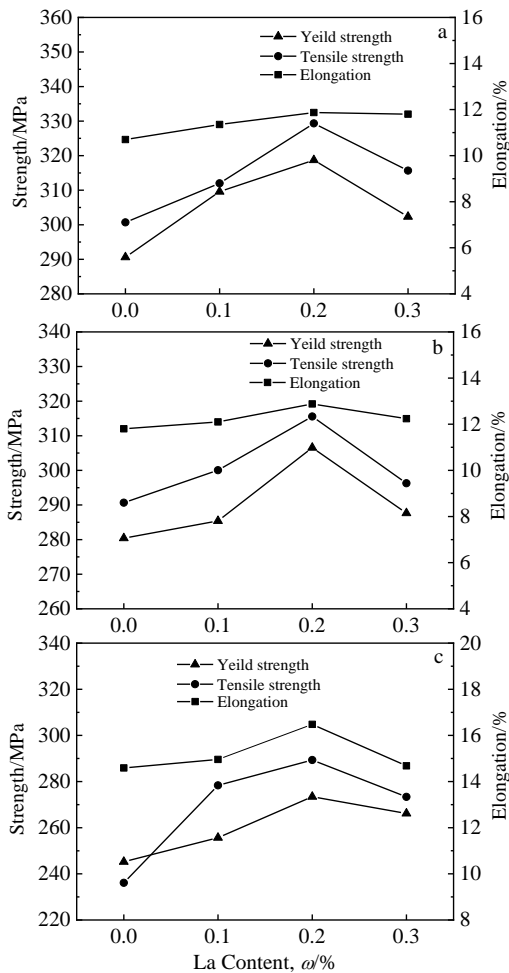 360
350
340
330
320
310
300
290
280
Strength/MPa
a
Yeild strength
Tensile strength
Elongation
16
14
12
10
8
6
4
Elongation/%
0.0 0.1 0.2 0.3
340
330
320
310
300
290
280
270
260
Strength/MPa
b
Yeild strength
Tensile strength
Elongation
16
14
12
10
8
6
4
Elongation/%
0.0 0.1 0.2 0.3
340
320
300
280
260
240
220
Strength/MPa
c
Yeild strength
Tensile strength
Elongation
20
18
16
14
12
10
8
Elongation/%
0.0 0.1 0.2 0.3
La Content, ω/%